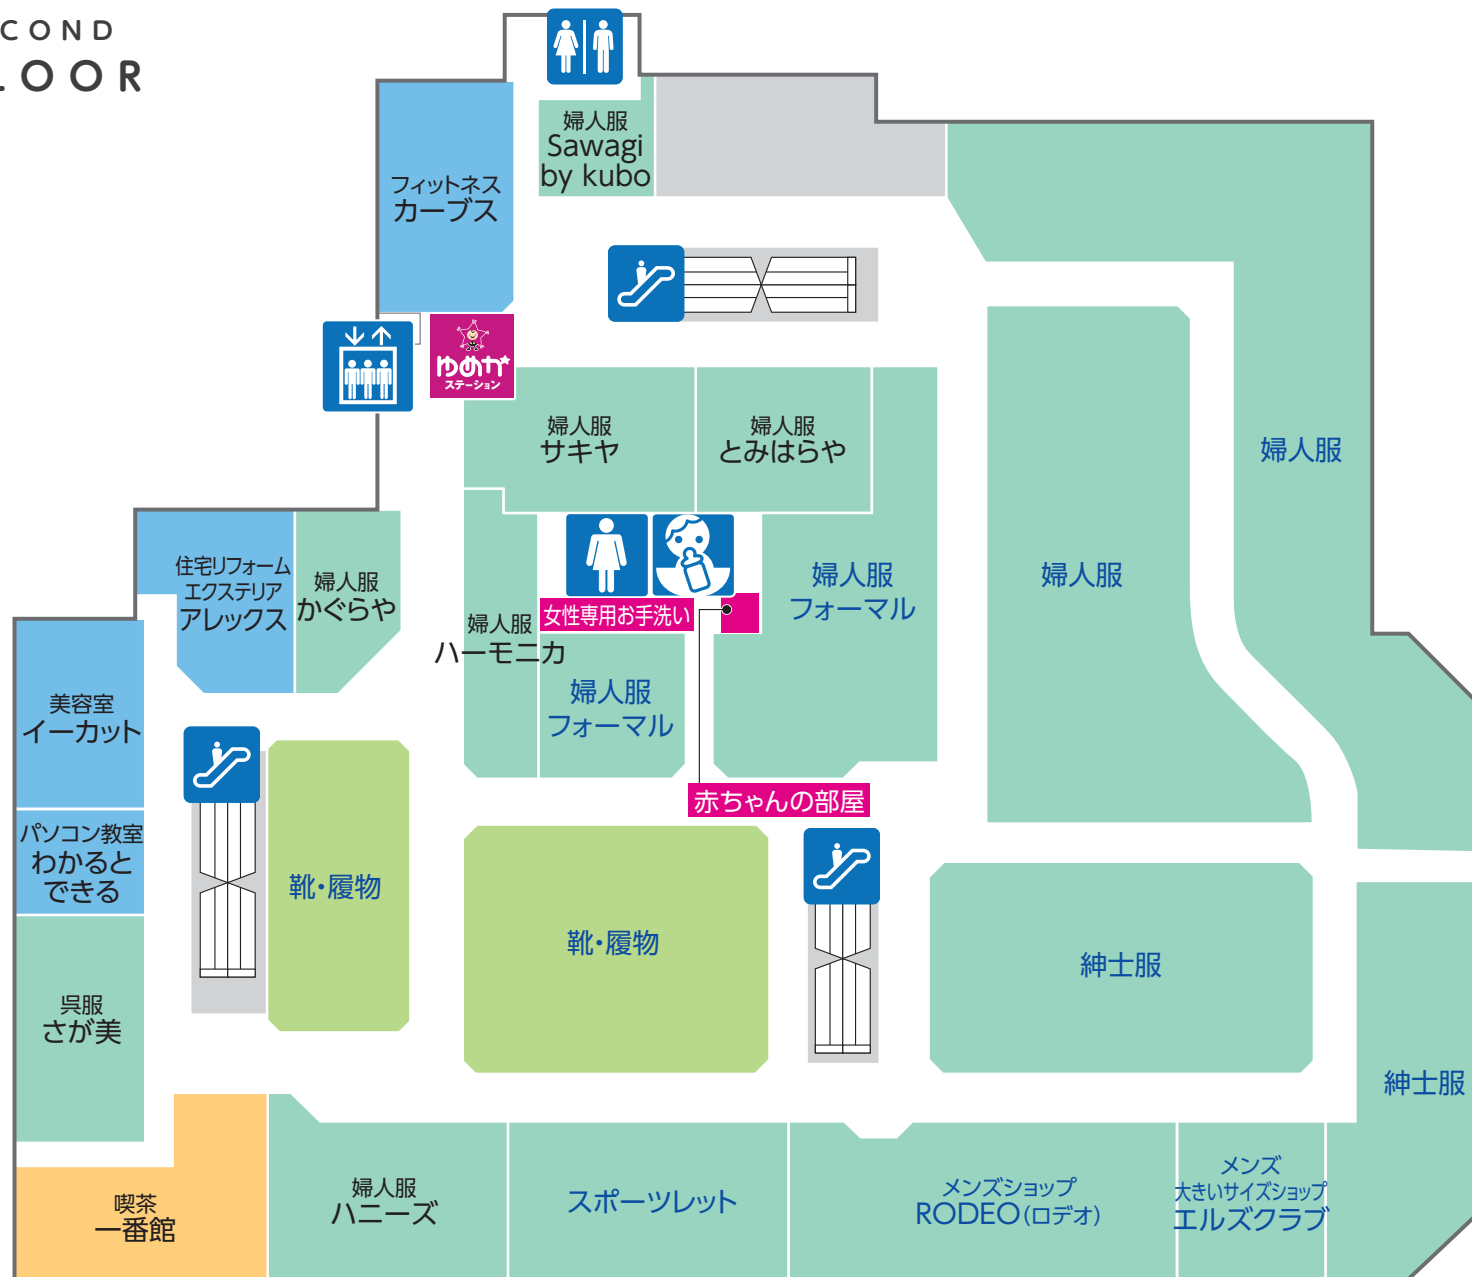 COND
LOOR
婦人服
Sawagi
by kubo
フィットネス
カーブス
ゆめか
ステーション
婦人服
サキヤ
婦人服
とみはらや
婦人服
住宅リフォーム
エクステリア
アレックス
婦人服
かぐらや
婦人服
フォーマル
婦人服
女性専用お手洗い
婦人服
ハーモニカ
婦人服
フォーマル
美容室
イーカット
赤ちゃんの部屋
パソコン教室
わかると
できる
靴・履物
靴・履物
紳士服
呉服
さが美
紳士服
喫茶
一番館
婦人服
ハニーズ
スポーツレット
メンズショップ
RODEO(ロデオ)
メンズ
大きいサイズショップ
エルズクラブ